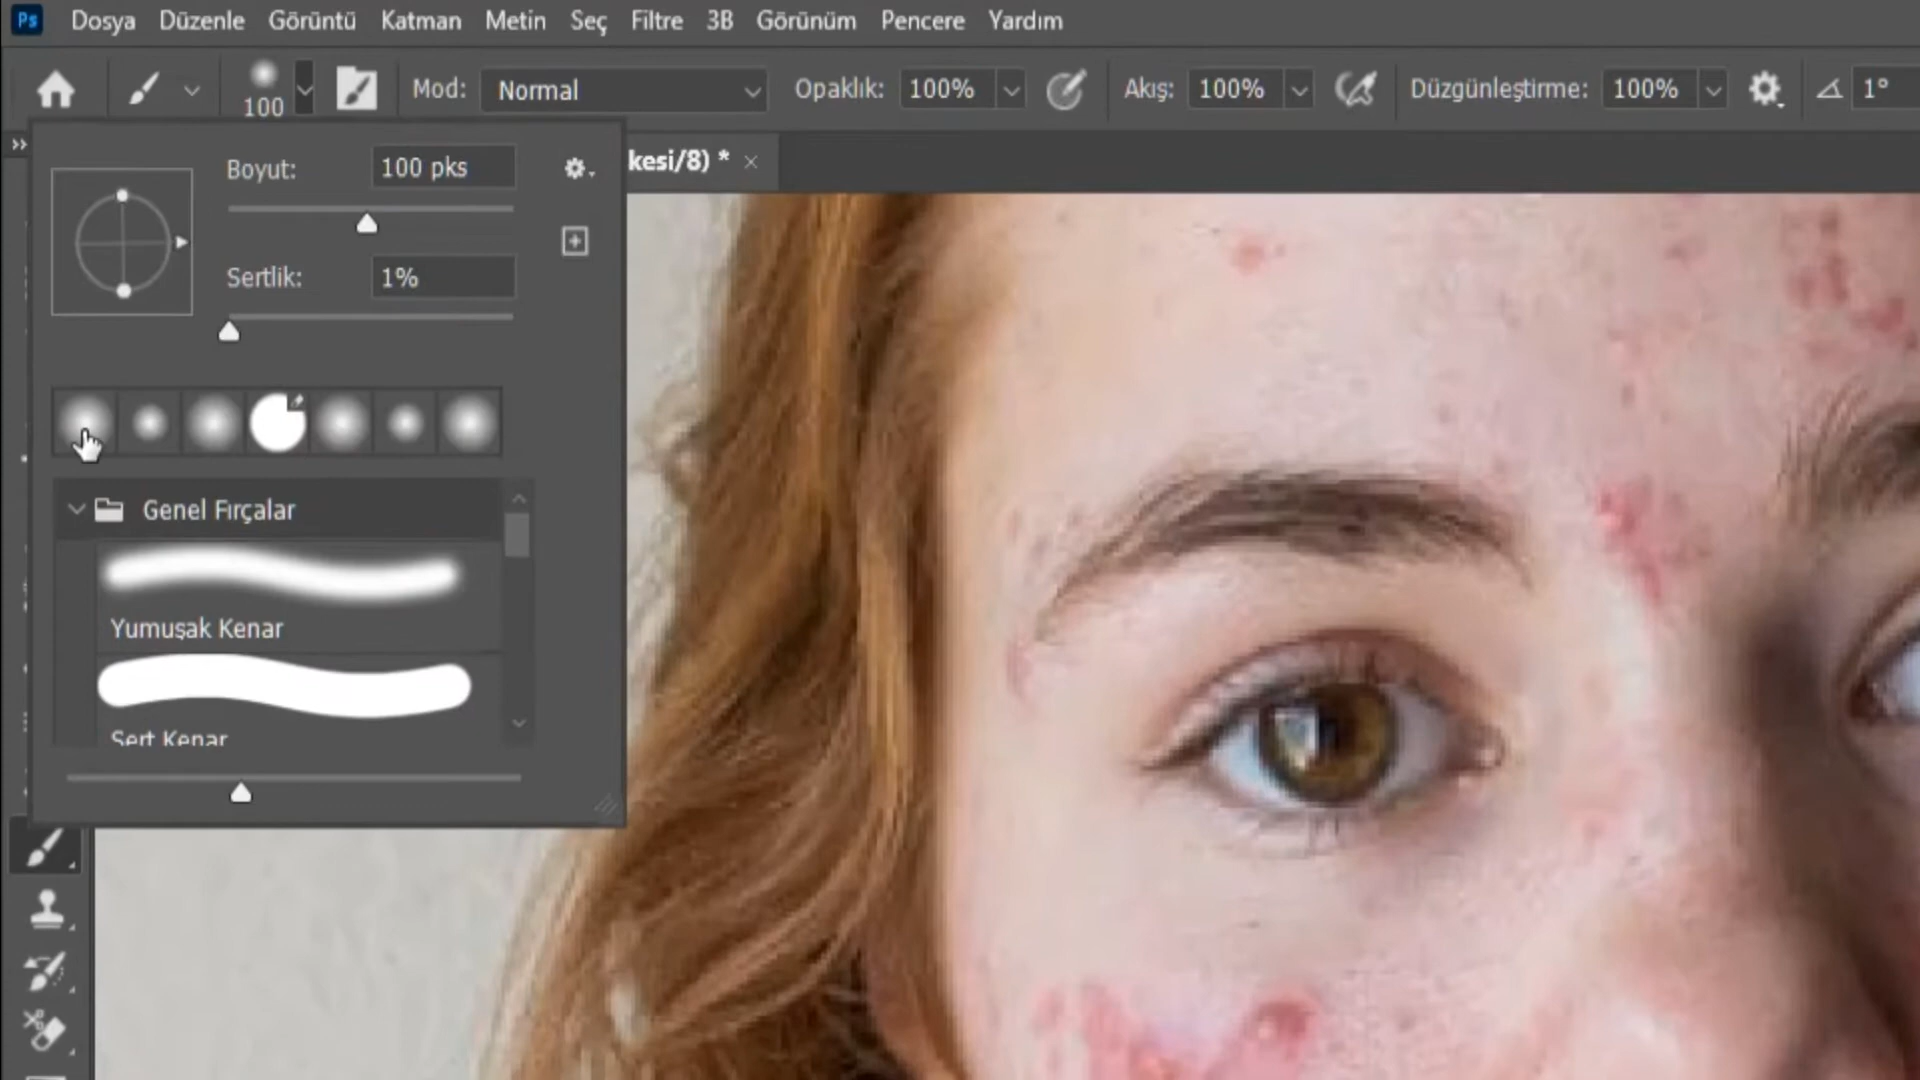 Ps Dosya Düzenle Görüntü Katman Metin Seç Filtre 3B Görünüm Pencere Yardım
100 Mod: Normal Opaklık: 100% Akış: 100% Düzgünleştirme: 100% 1°
kesi/8) * ×
Boyut: 100 pks
Sertlik: 1%
Genel Fırçalar
Yumuşak Kenar
Sert Kenar